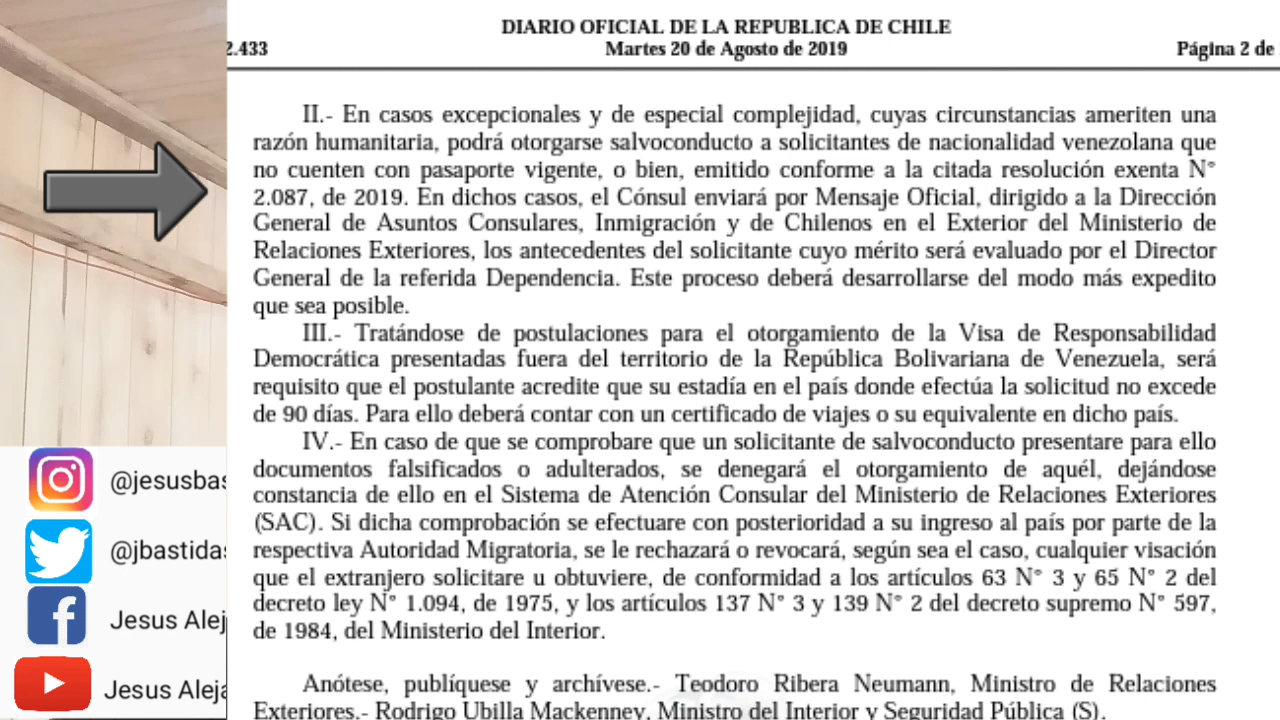 DIARIO OFICIAL DE LA REPUBLICA DE CHILE
2.433 Martes 20 de Agosto de 2019 Página 2 de
II.- En casos excepcionales y de especial complejidad, cuyas circunstancias ameriten una
razón humanitaria, podrá otorgarse salvoconducto a solicitantes de nacionalidad venezolana que
no cuenten con pasaporte vigente, o bien, emitido conforme a la citada resolución exenta N°
2.087, de 2019. En dichos casos, el Cónsul enviará por Mensaje Oficial, dirigido a la Dirección
General de Asuntos Consulares, Inmigración y de Chilenos en el Exterior del Ministerio de
Relaciones Exteriores, los antecedentes del solicitante cuyo mérito será evaluado por el Director
General de la referida Dependencia. Este proceso deberá desarrollarse del modo más expedito
que sea posible.
III.- Tratándose de postulaciones para el otorgamiento de la Visa de Responsabilidad
Democrática presentadas fuera del territorio de la República Bolivariana de Venezuela, será
requisito que el postulante acredite que su estadía en el país donde efectúa la solicitud no excede
de 90 días. Para ello deberá contar con un certificado de viajes o su equivalente en dicho país.
IV.- En caso de que se comprobare que un solicitante de salvoconducto presentare para ello
documentos falsificados o adulterados, se denegará el otorgamiento de aquél, dejándose
constancia de ello en el Sistema de Atención Consular del Ministerio de Relaciones Exteriores
(SAC). Si dicha comprobación se efectuare con posterioridad a su ingreso al país por parte de la
respectiva Autoridad Migratoria, se le rechazará o revocará, según sea el caso, cualquier visación
que el extranjero solicitare u obtuviere, de conformidad a los artículos 63 N° 3 y 65 N° 2 del
decreto ley N° 1.094, de 1975, y los artículos 137 N° 3 y 139 N° 2 del decreto supremo N° 597,
de 1984, del Ministerio del Interior.
Anótese, publíquese y archívese.- Teodoro Ribera Neumann, Ministro de Relaciones
Exteriores.- Rodrigo Ubilla Mackenney, Ministro del Interior y Seguridad Pública (S).
@jesusbas
@jbastidas
Jesus Alej
Jesus Aleja